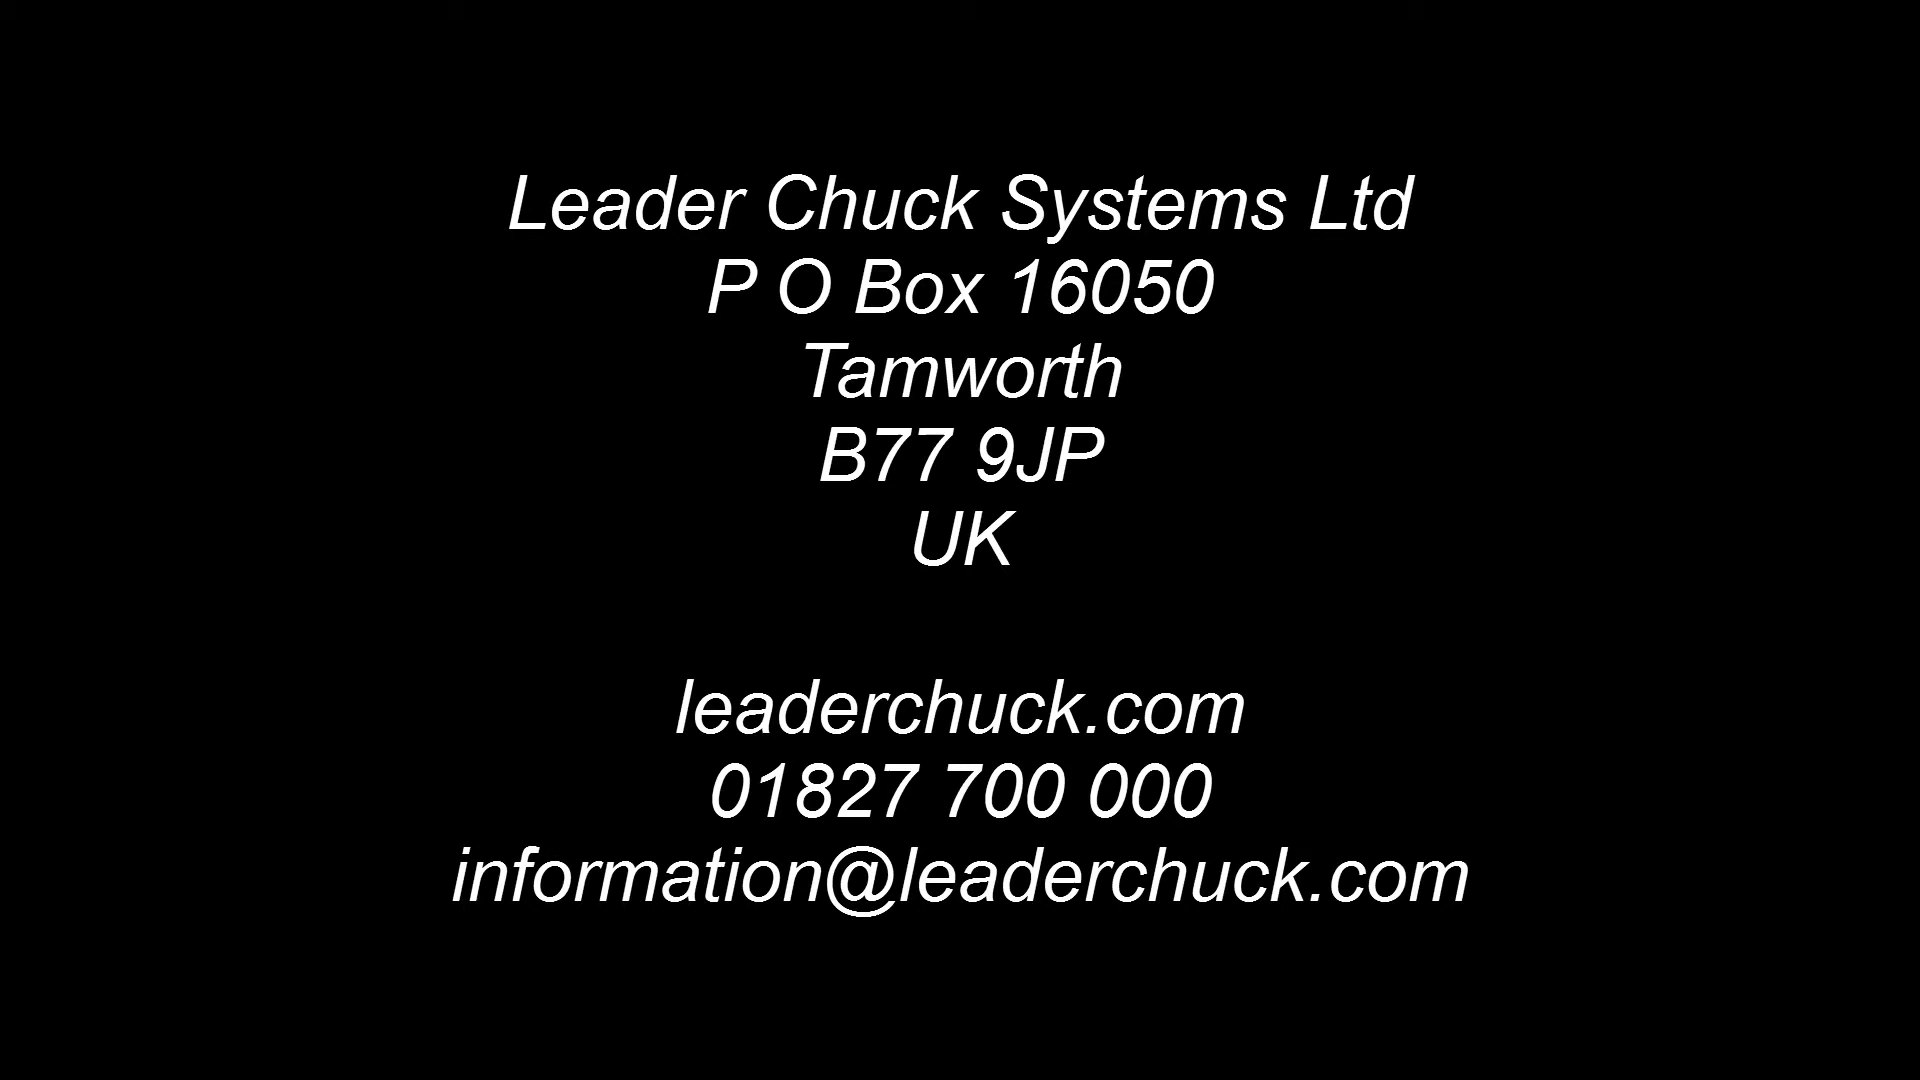 Leader Chuck Systems Ltd
P O Box 16050
Tamworth
B77 9JP
UK
leaderchuck.com
01827 700 000
information@leaderchuck.com